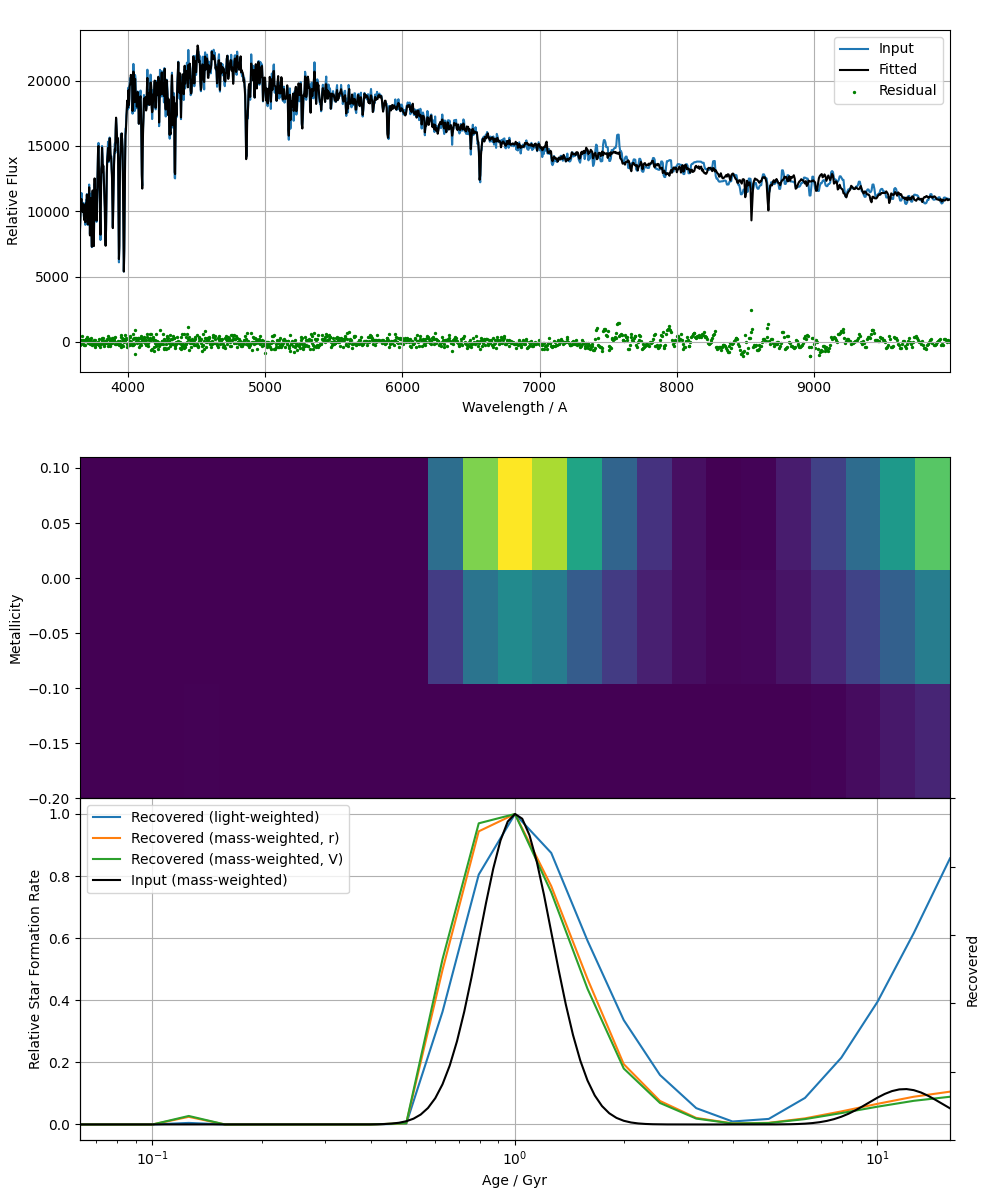 Input
Fitted
Residual
20000
15000
10000
5000
0
Relative Flux
4000 5000 6000 7000 8000 9000
Wavelength / A
0.10
0.05
0.00
−0.05
−0.10
−0.15
−0.20
Metallicity
Recovered (light-weighted)
Recovered (mass-weighted, r)
Recovered (mass-weighted, V)
Input (mass-weighted)
1.0
0.8
0.6
0.4
0.2
0.0
Relative Star Formation Rate
Recovered
10⁻¹ 10⁰ 10¹
Age / Gyr